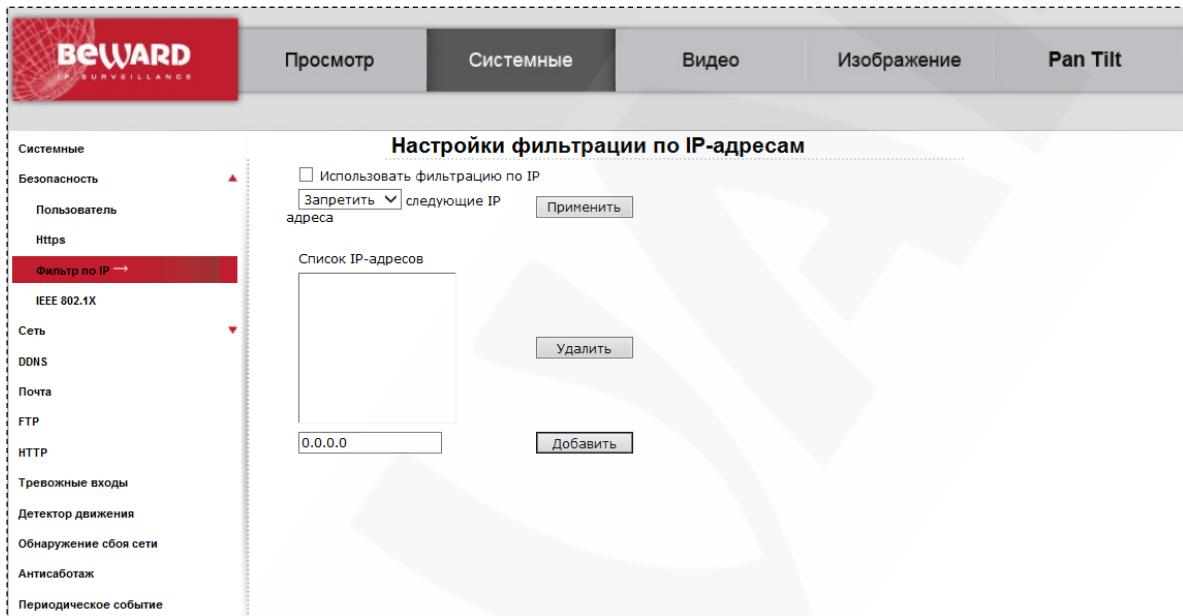 BEWARD
IP SURVEILLANCE
Просмотр
Системные
Видео
Изображение
Pan Tilt
Системные
Безопасность
Пользователь
Https
Фильтр по IP →
IEEE 802.1X
Сеть
DDNS
Почта
FTP
HTTP
Тревожные входы
Детектор движения
Обнаружение сбоя сети
Антисаботаж
Периодическое событие
Настройки фильтрации по IP-адресам
Использовать фильтрацию по IP
Запретить следующие IP
адреса
Применить
Список IP-адресов
Удалить
0.0.0.0
Добавить